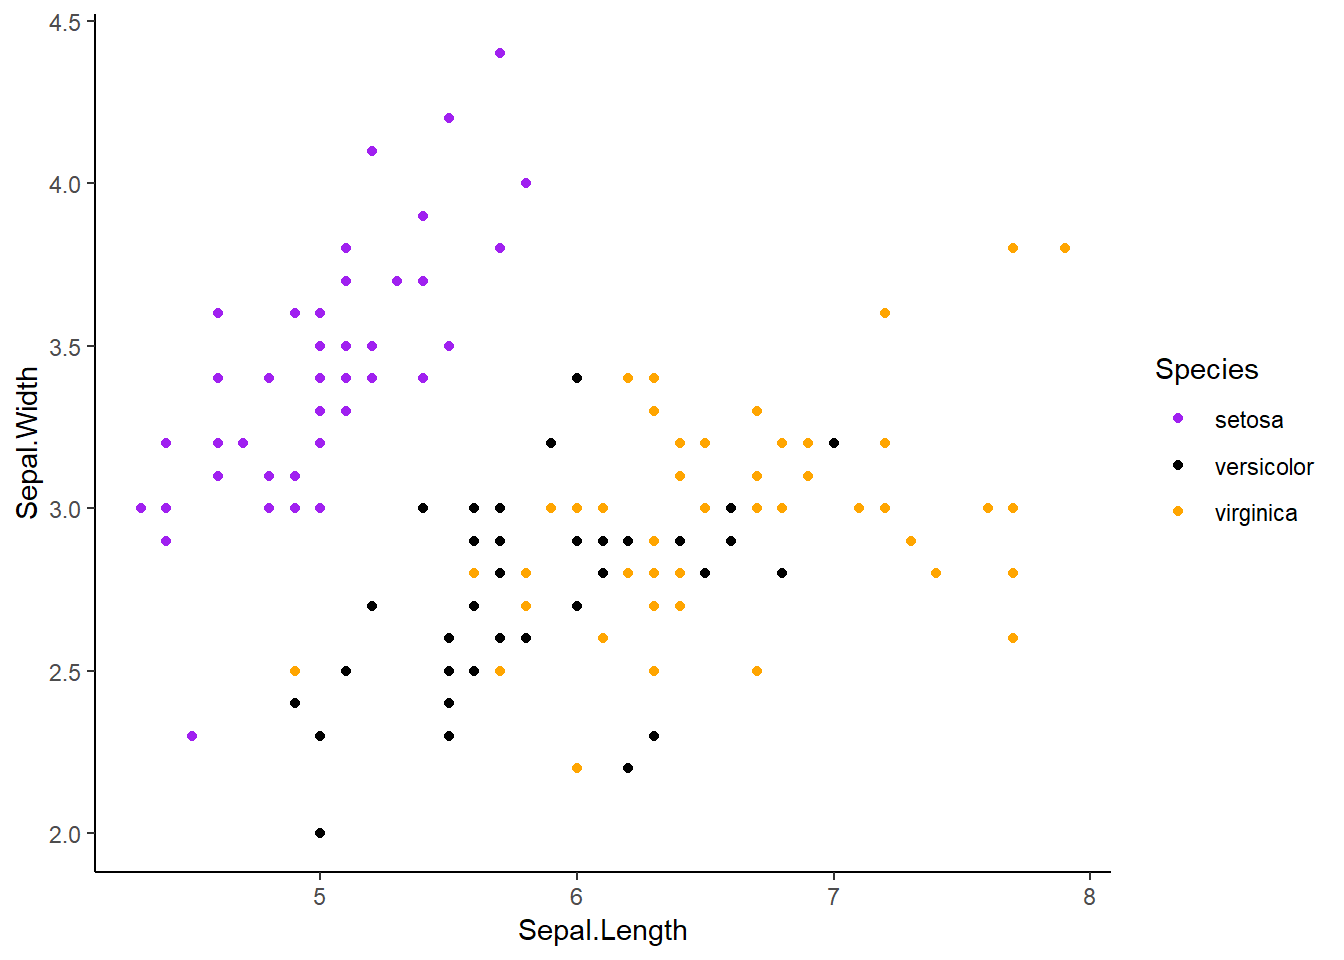 4.5
4.0
3.5
3.0
2.5
2.0
Sepal.Width
5 6 7 8
Sepal.Length
Species
setosa
versicolor
virginica